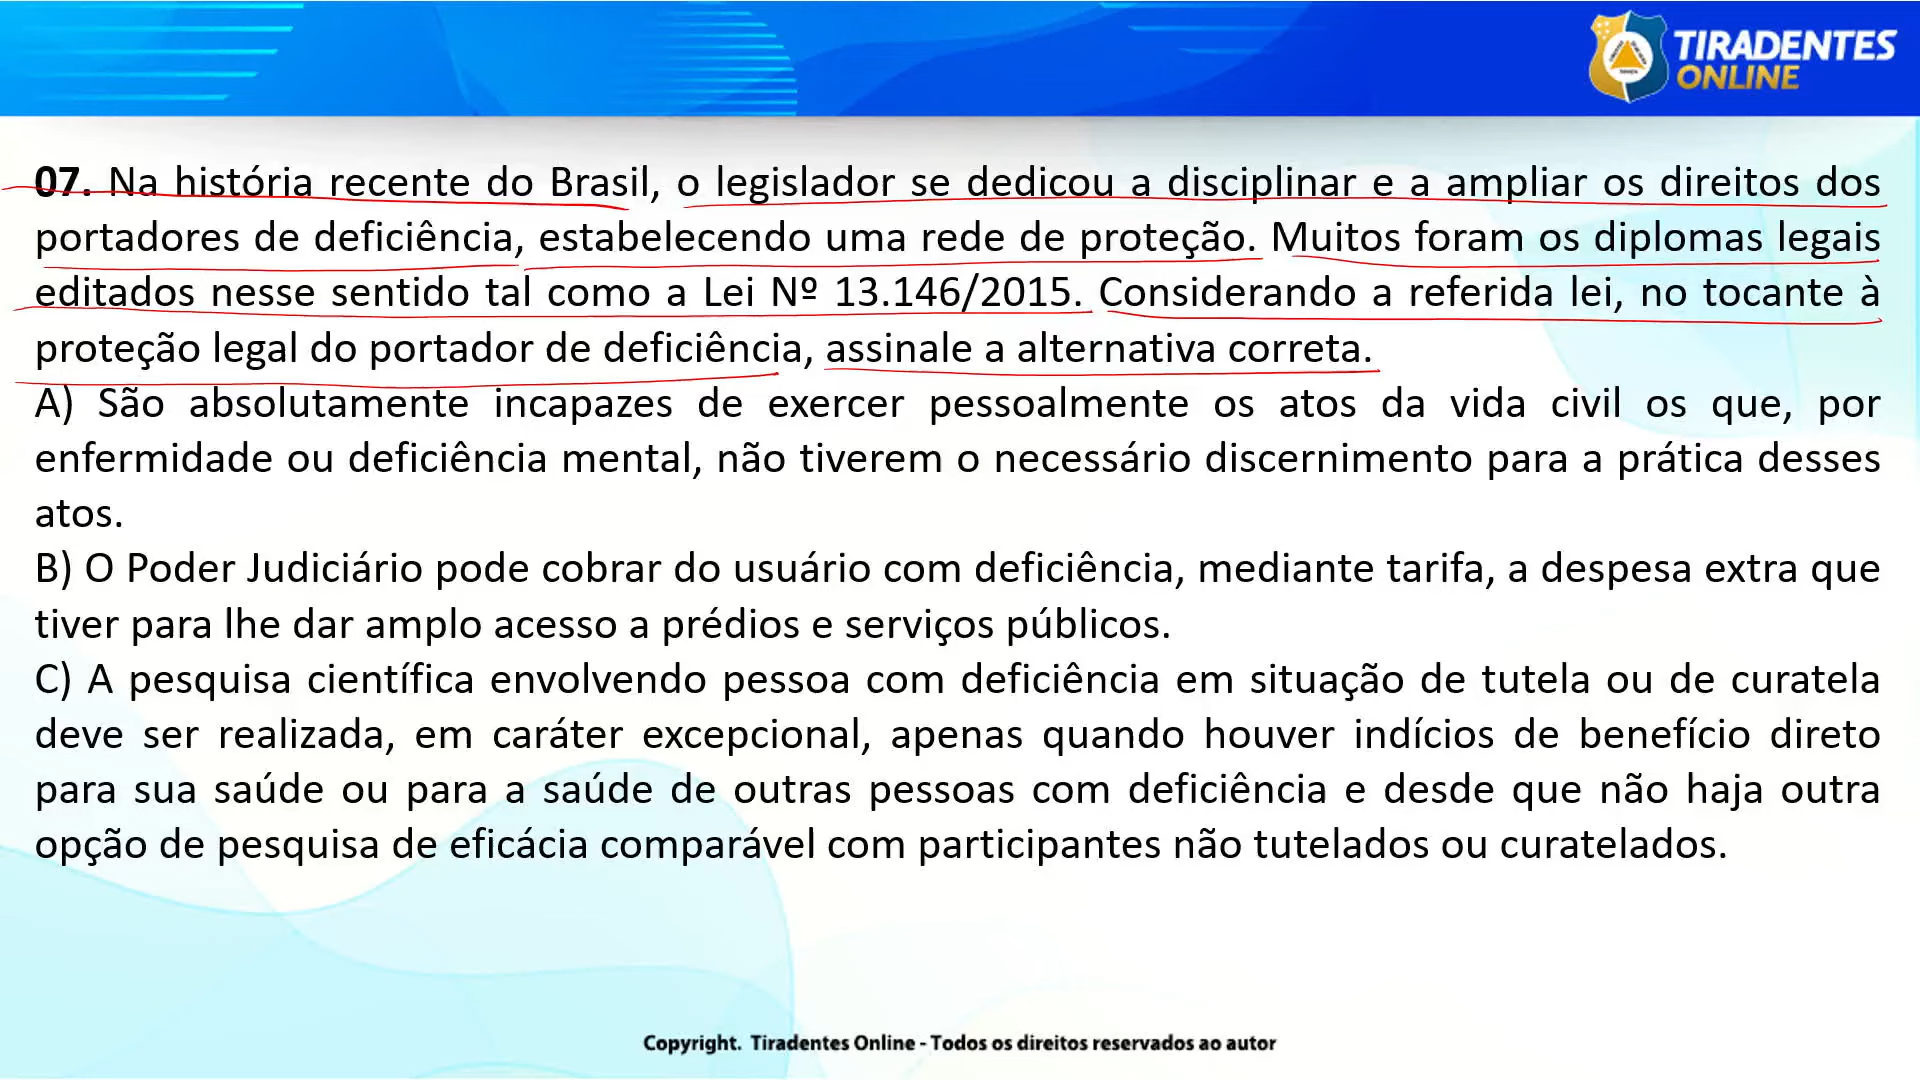 TIRADENTES
ONLINE
07. Na história recente do Brasil, o legislador se dedicou a disciplinar e a ampliar os direitos dos
portadores de deficiência, estabelecendo uma rede de proteção. Muitos foram os diplomas legais
editados nesse sentido tal como a Lei Nº 13.146/2015. Considerando a referida lei, no tocante à
proteção legal do portador de deficiência, assinale a alternativa correta.
A) São absolutamente incapazes de exercer pessoalmente os atos da vida civil os que, por
enfermidade ou deficiência mental, não tiverem o necessário discernimento para a prática desses
atos.
B) O Poder Judiciário pode cobrar do usuário com deficiência, mediante tarifa, a despesa extra que
tiver para lhe dar amplo acesso a prédios e serviços públicos.
C) A pesquisa científica envolvendo pessoa com deficiência em situação de tutela ou de curatela
deve ser realizada, em caráter excepcional, apenas quando houver indícios de benefício direto
para sua saúde ou para a saúde de outras pessoas com deficiência e desde que não haja outra
opção de pesquisa de eficácia comparável com participantes não tutelados ou curatelados.
Copyright. Tiradentes Online - Todos os direitos reservados ao autor